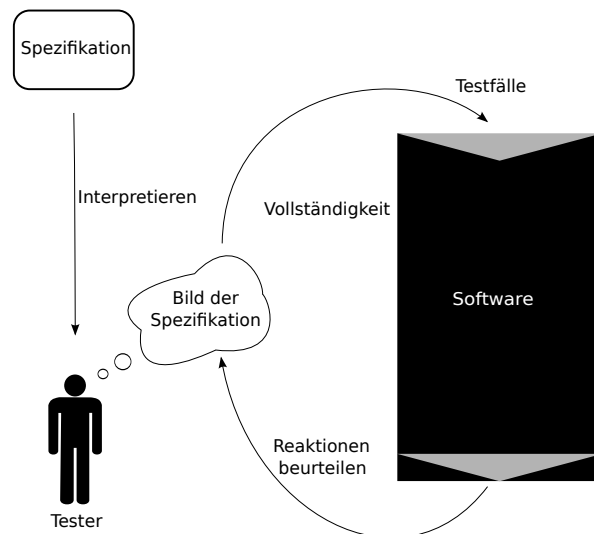 Spezifikation
Testfälle
Interpretieren
Vollständigkeit
Bild der
Spezifikation
Software
Reaktionen
beurteilen
Tester